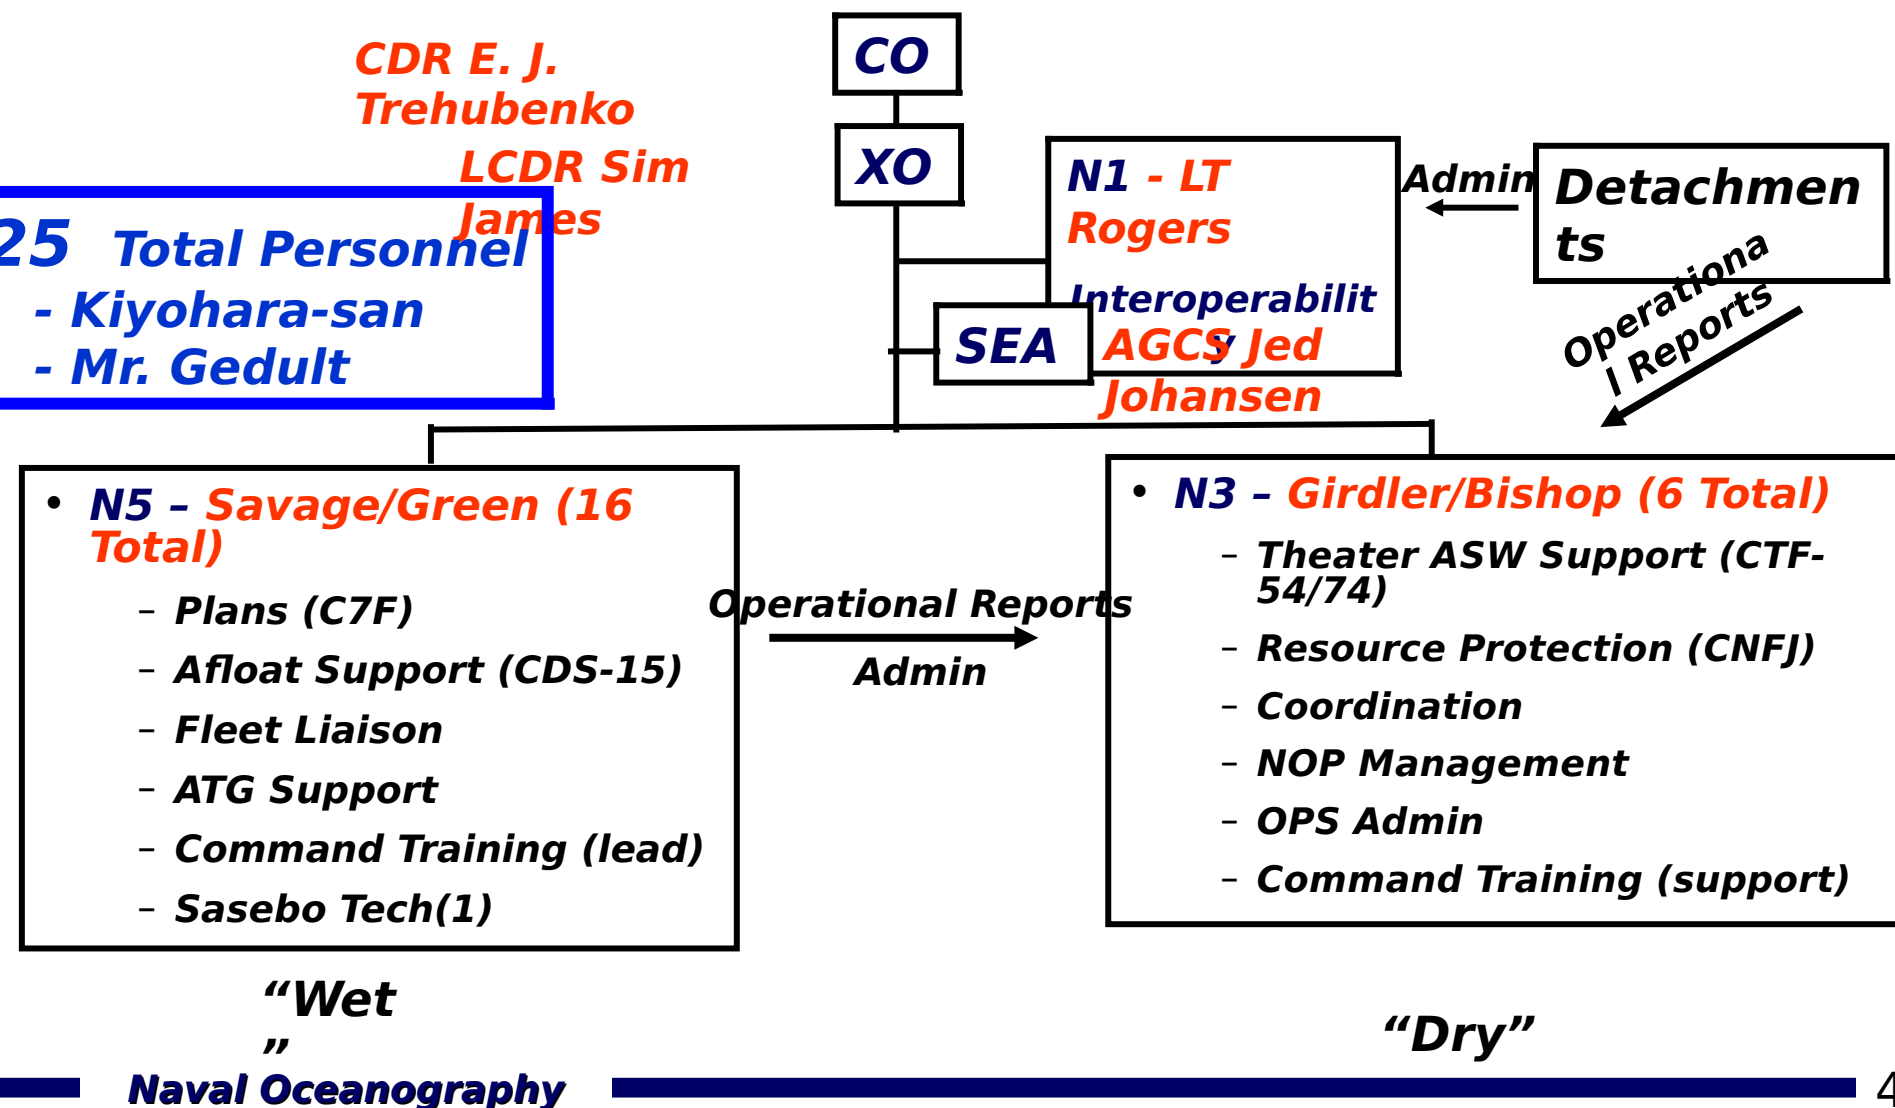 CDR E. J.
Trehubenko
CO
LCDR Sim
James
XO
N1 - LT
Rogers
Interoperabilit
y
Admin
Detachmen
ts
Operationa
l Reports
25 Total Personnel
- Kiyohara-san
- Mr. Gedult
SEA
AGCS Jed
Johansen
• N5 – Savage/Green (16
Total)
– Plans (C7F)
– Afloat Support (CDS-15)
– Fleet Liaison
– ATG Support
– Command Training (lead)
– Sasebo Tech(1)
Operational Reports
Admin
• N3 – Girdler/Bishop (6 Total)
– Theater ASW Support (CTF-
54/74)
– Resource Protection (CNFJ)
– Coordination
– NOP Management
– OPS Admin
– Command Training (support)
“Wet
”
“Dry”
Naval Oceanography
4